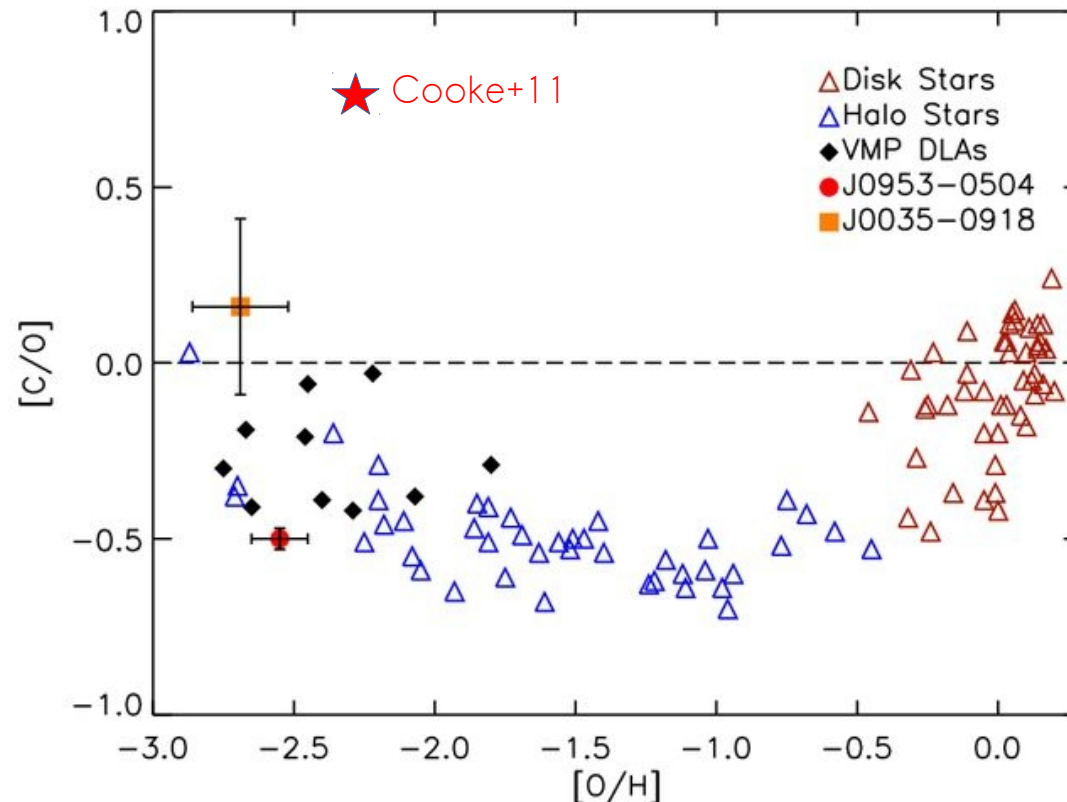 1.0
Cooke+11
Disk Stars
Halo Stars
VMP DLAs
J0953-0504
J0035-0918
0.5
0.0
-0.5
-1.0
[C/O]
-3.0 -2.5 -2.0 -1.5 -1.0 -0.5 0.0
[O/H]